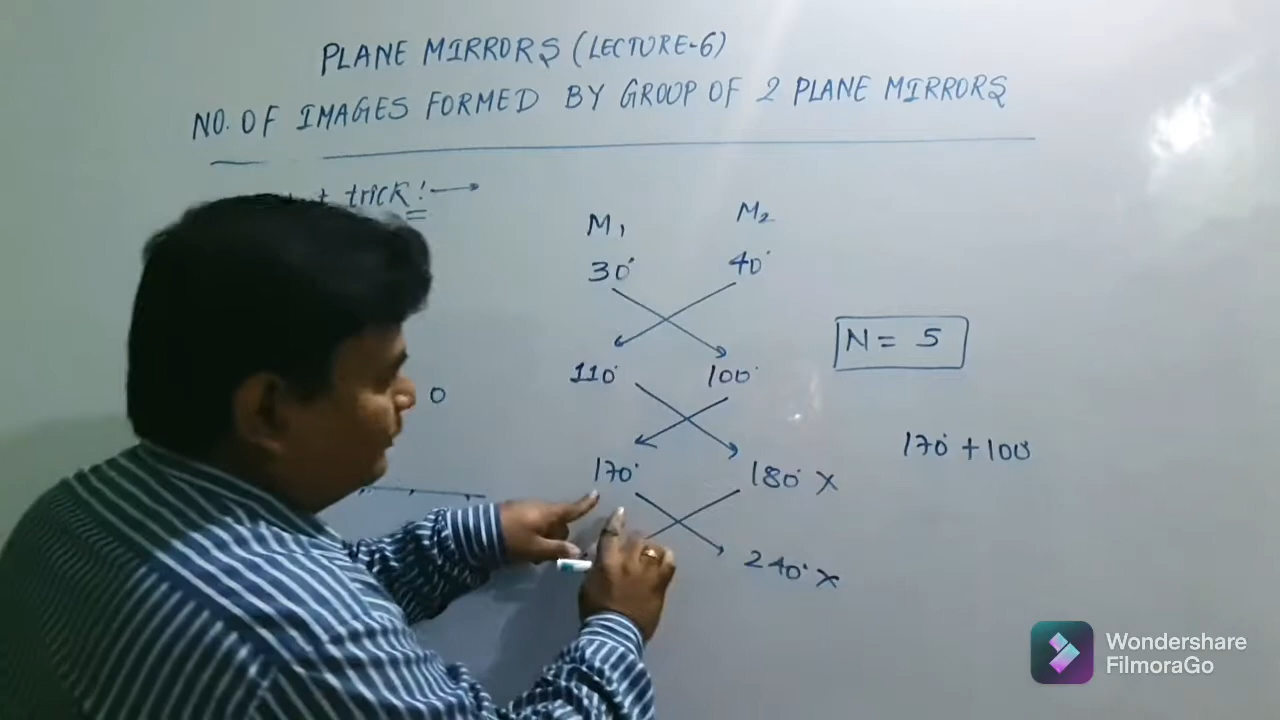 PLANE MIRRORS (LECTURE-6)
NO. OF IMAGES FORMED BY GROUP OF 2 PLANE MIRRORS
trick! →
M₁ M₂
30° 40°
N = 5
110° 100°
0
170° + 100°
170° 180° X
240° X
Wondershare
FilmoraGo